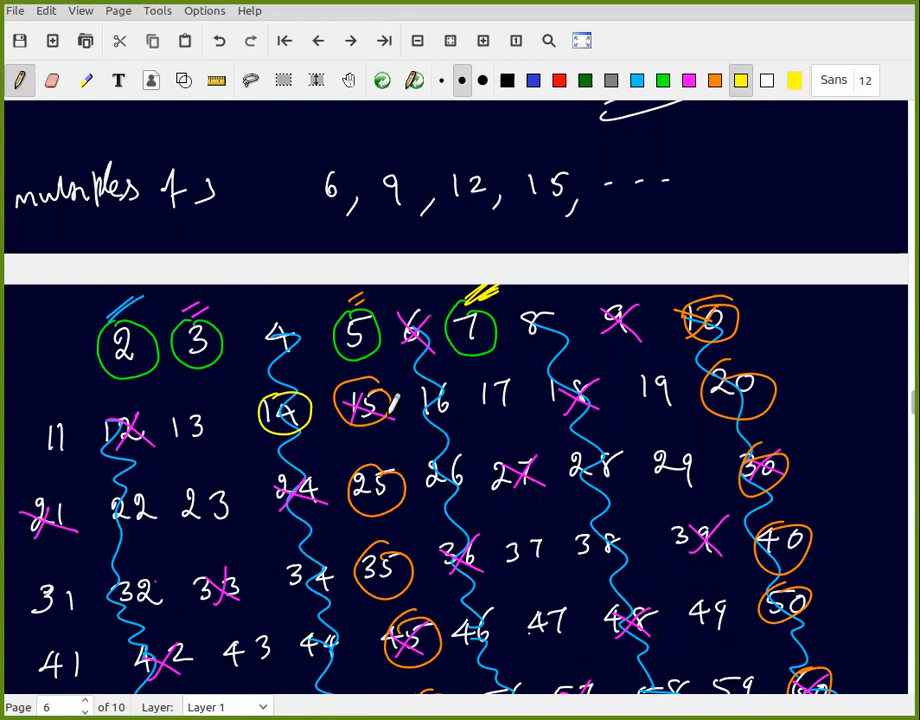 File Edit View Page Tools Options Help
Sans 12
multiples of 3 6, 9, 12, 15, ----
2 3 4 5 6 7 8 9 10
11 12 13 14 15 16 17 18 19 20
21 22 23 24 25 26 27 28 29 30
31 32 33 34 35 36 37 38 39 40
41 42 43 44 45 46 47 48 49 50
58 59
Page 6 of 10 Layer: Layer 1